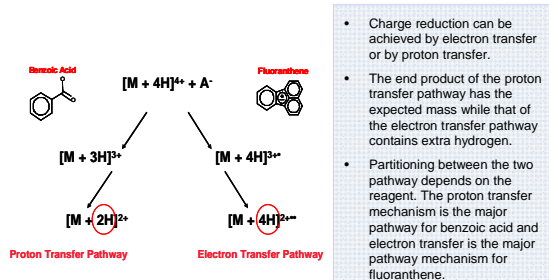 Benzoic Acid
O
O
[M + 4H]4+ + A-
Fluoranthene
[M + 3H]3+
[M + 4H]3+•
[M + 2H]2+
[M + 4H]2+••
Proton Transfer Pathway
Electron Transfer Pathway
• Charge reduction can be
achieved by electron transfer
or by proton transfer.
• The end product of the proton
transfer pathway has the
expected mass while that of
the electron transfer pathway
contains extra hydrogen.
• Partitioning between the two
pathway depends on the
reagent. The proton transfer
mechanism is the major
pathway for benzoic acid and
electron transfer is the major
pathway mechanism for
fluoranthene.